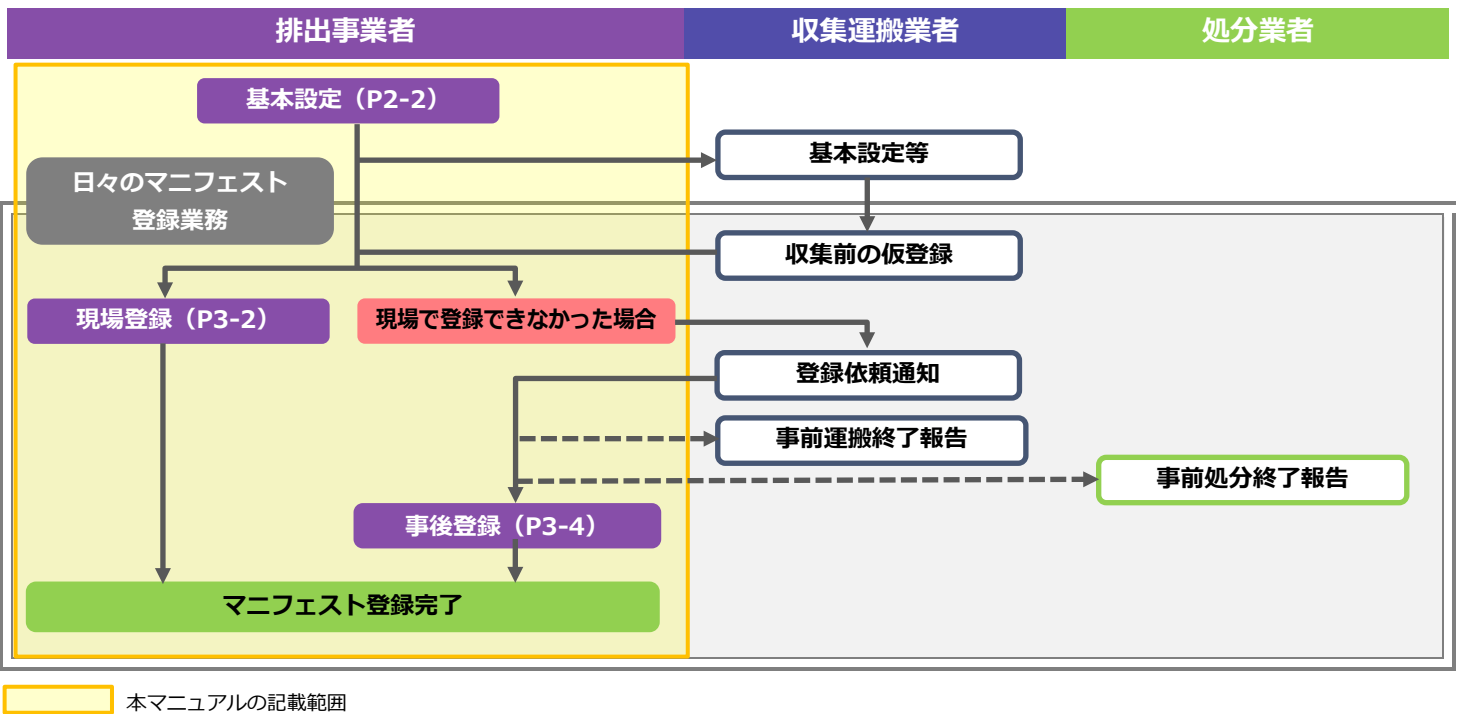 排出事業者
収集運搬業者
処分業者
基本設定（P2-2）
基本設定等
日々のマニフェスト
登録業務
収集前の仮登録
現場登録（P3-2）
現場で登録できなかった場合
登録依頼通知
事前運搬終了報告
事前処分終了報告
事後登録（P3-4）
マニフェスト登録完了
本マニュアルの記載範囲